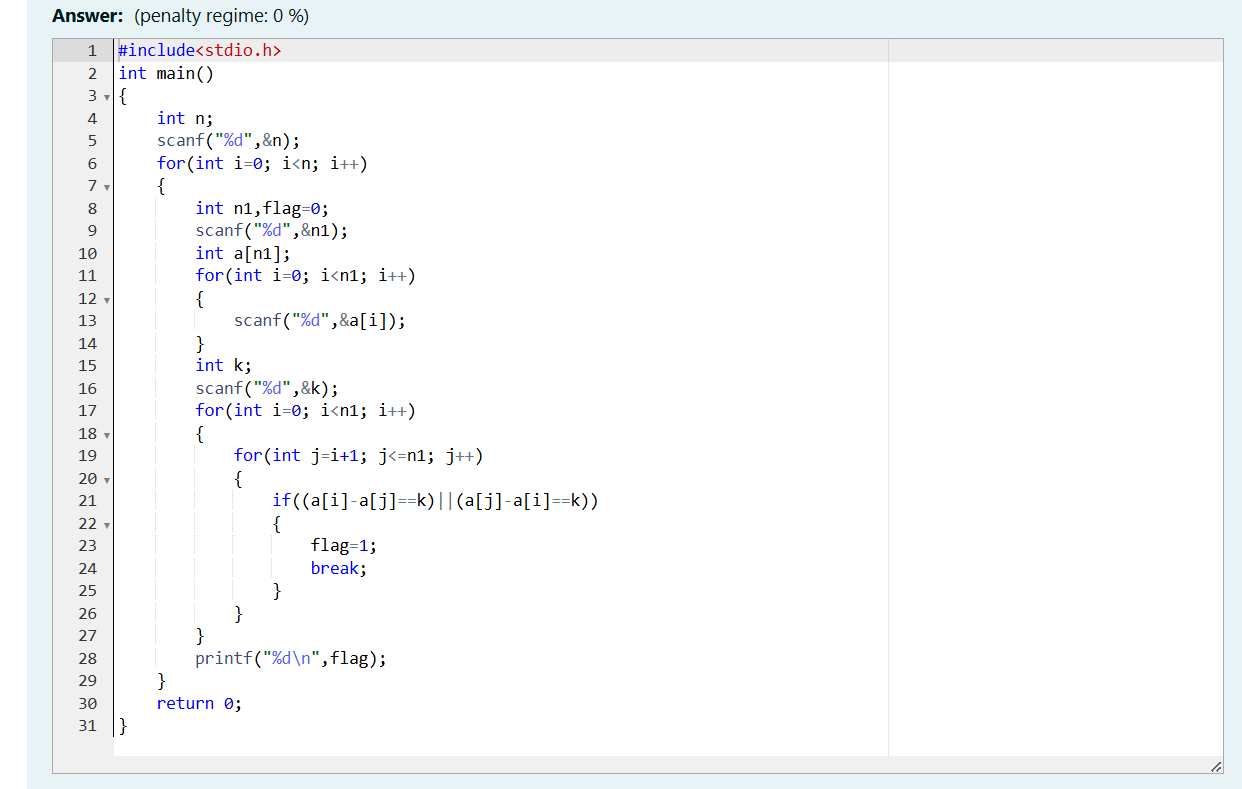 Answer: (penalty regime: 0 %)
1 #include<stdio.h>
2 int main()
3 {
4     int n;
5     scanf("%d",&n);
6     for(int i=0; i<n; i++)
7     {
8         int n1,flag=0;
9         scanf("%d",&n1);
10         int a[n1];
11         for(int i=0; i<n1; i++)
12         {
13             scanf("%d",&a[i]);
14         }
15         int k;
16         scanf("%d",&k);
17         for(int i=0; i<n1; i++)
18         {
19             for(int j=i+1; j<=n1; j++)
20             {
21                 if((a[i]-a[j]==k)||(a[j]-a[i]==k))
22                 {
23                     flag=1;
24                     break;
25                 }
26             }
27         }
28         printf("%d\n",flag);
29     }
30     return 0;
31 }